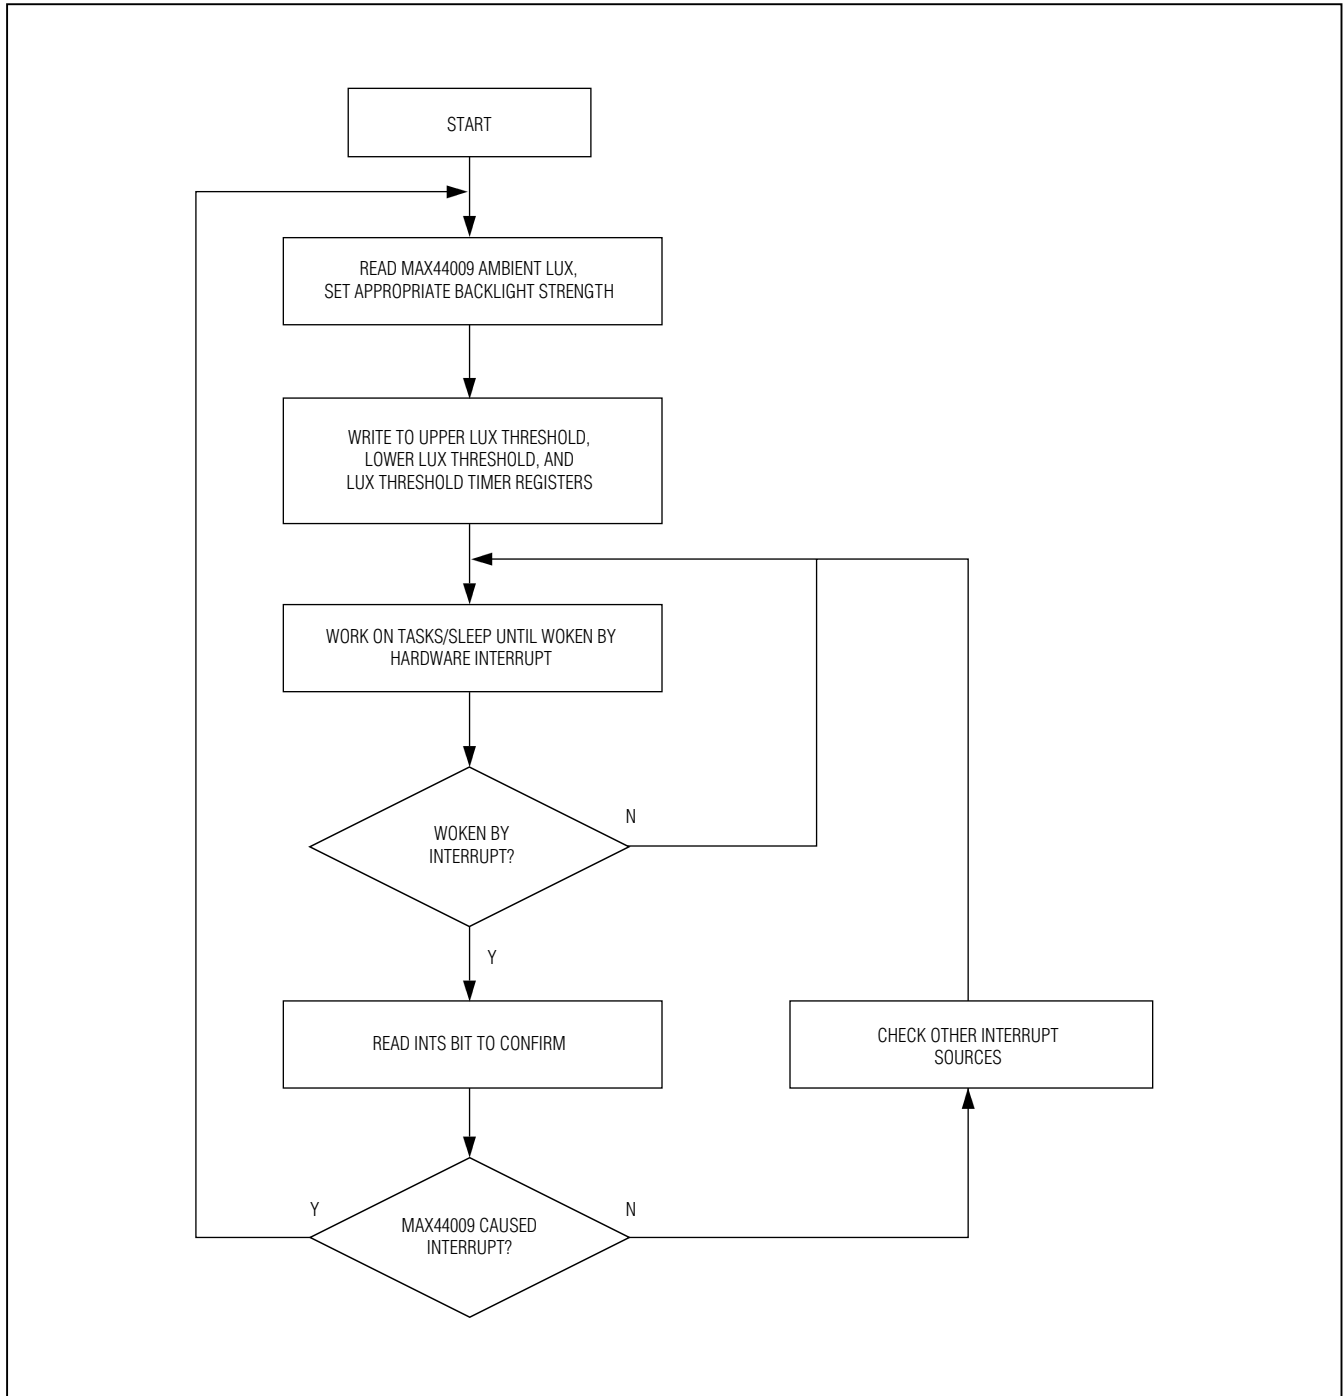 START
READ MAX44009 AMBIENT LUX,
SET APPROPRIATE BACKLIGHT STRENGTH
WRITE TO UPPER LUX THRESHOLD,
LOWER LUX THRESHOLD, AND
LUX THRESHOLD TIMER REGISTERS
WORK ON TASKS/SLEEP UNTIL WOKEN BY
HARDWARE INTERRUPT
WOKEN BY
INTERRUPT?
N
Y
READ INTS BIT TO CONFIRM
CHECK OTHER INTERRUPT
SOURCES
Y
MAX44009 CAUSED
INTERRUPT?
N